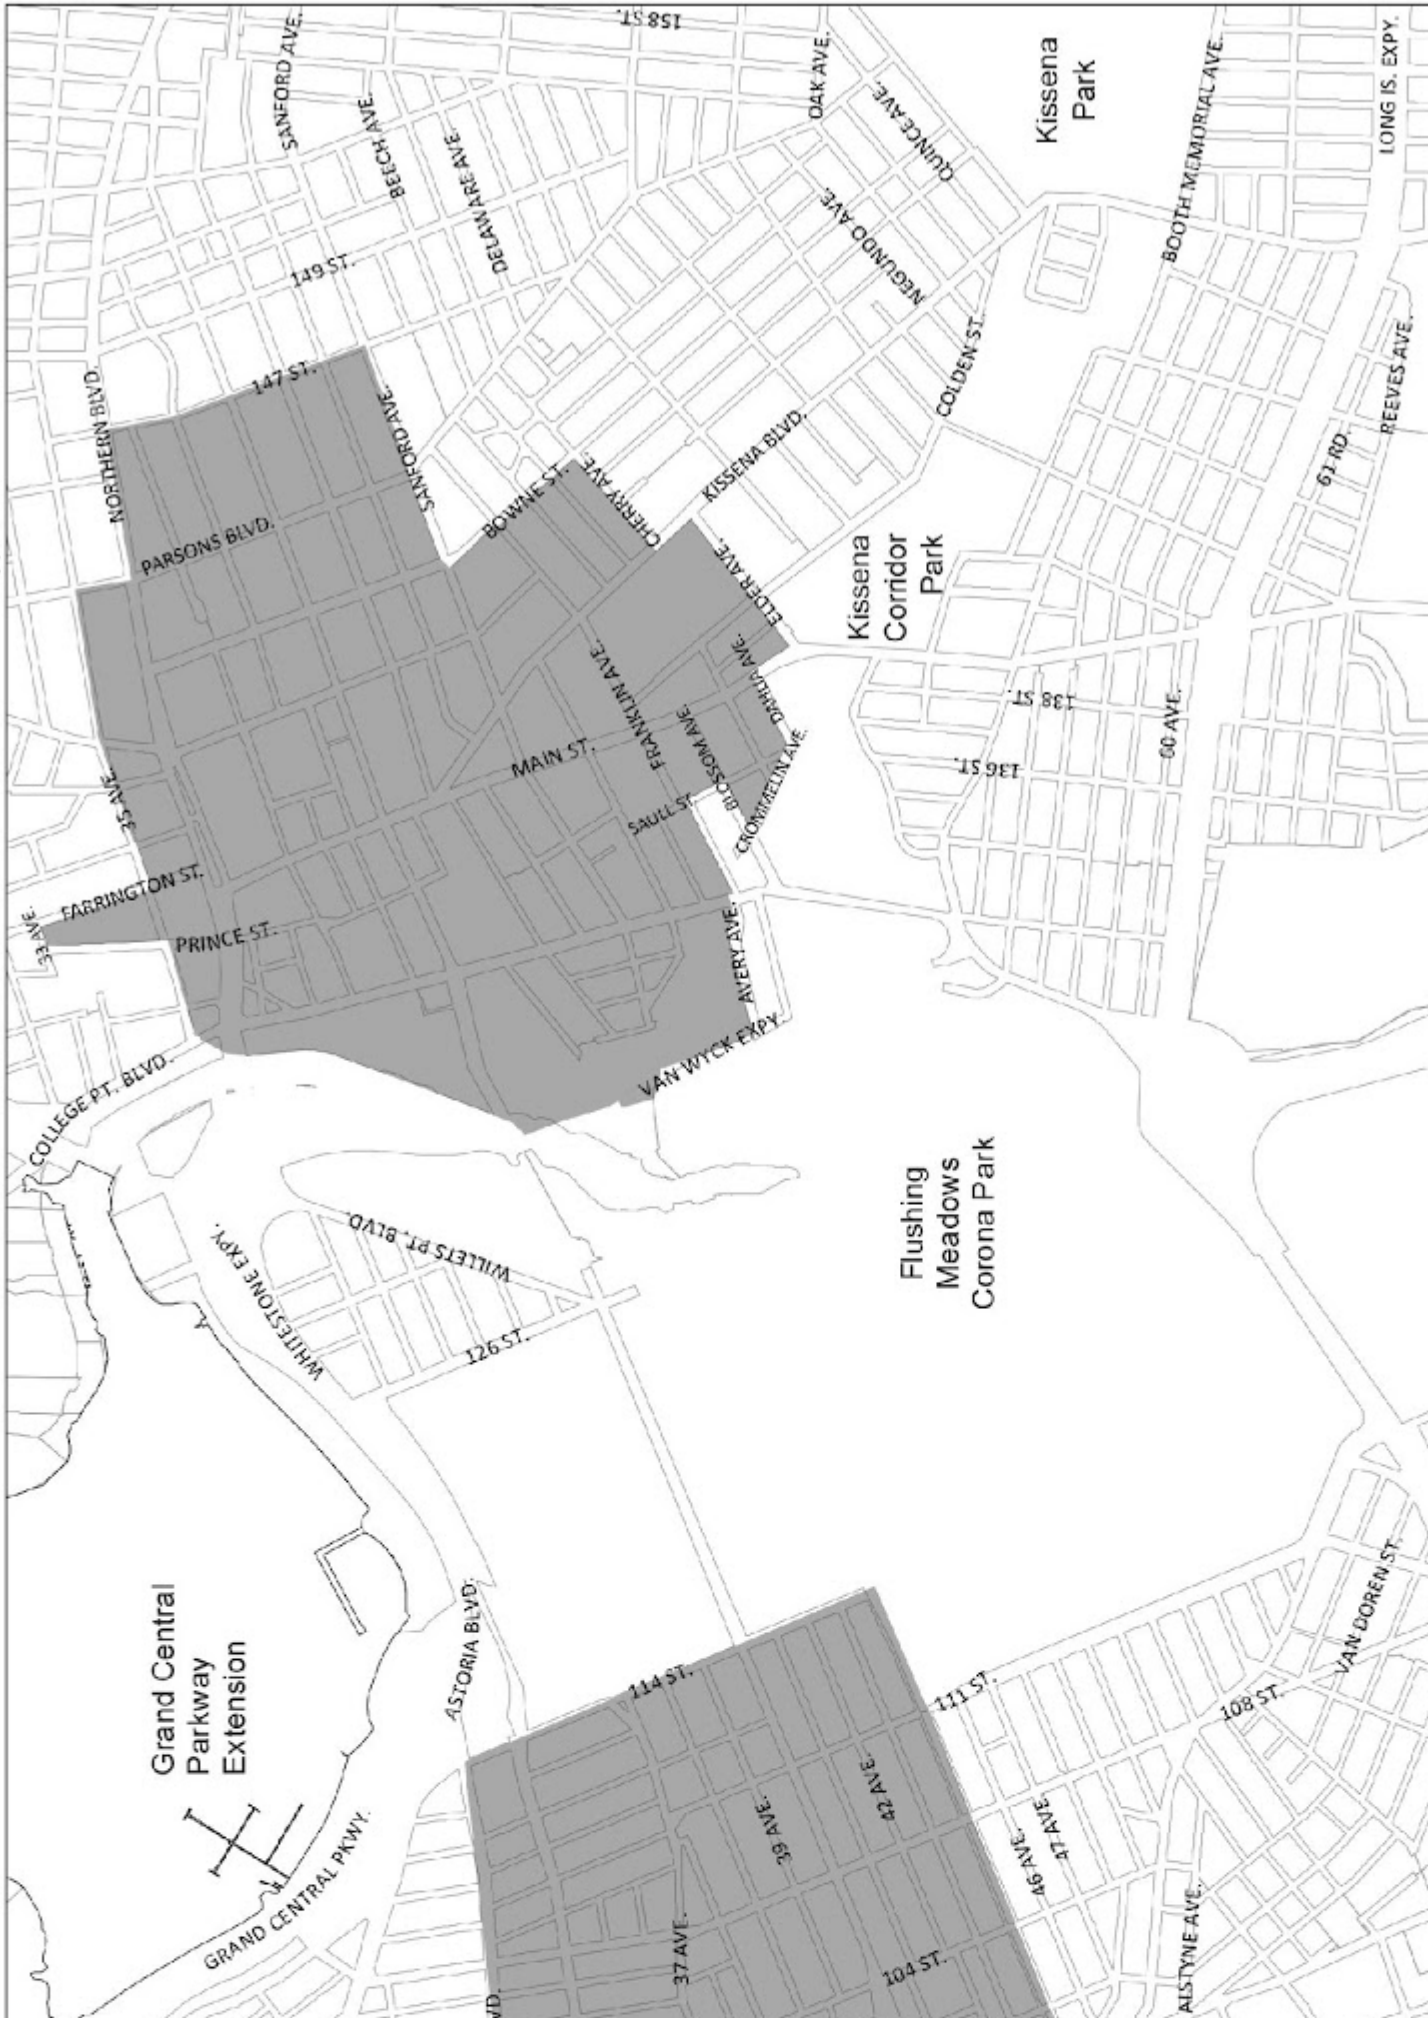 158 ST.
SANFORD AVE.
OAK AVE.
Kissena
Park
BOOTH MEMORIAL AVE.
LONG IS. EXPY.
BEECH AVE.
DELAWARE AVE.
QUINCE AVE.
149 ST.
NEGUNDO AVE.
COLDEN ST.
REEVES AVE.
NORTHERN BLVD.
147 ST.
SANFORD AVE.
PARSONS BLVD.
BOWNE ST.
CHERRY AVE.
KISSENA BLVD.
61 RD.
ELDER AVE.
Kissena
Corridor
Park
FRANKLIN AVE.
DAHLIA AVE.
138 ST.
60 AVE.
35 AVE.
MAIN ST.
FRANKLIN AVE.
BLOSSOM AVE.
136 ST.
SAULL ST.
CROMMELIN AVE.
33 AVE.
FARRINGTON ST.
PRINCE ST.
AVERY AVE.
COLLEGE PT. BLVD.
VAN WYCK EXPY
Flushing
Meadows
Corona Park
WILLETS PT. BLVD.
WHITESTONE EXPY.
126 ST.
Grand Central
Parkway
Extension
ASTORIA BLVD.
114 ST.
111 ST.
VAN DOREN ST.
108 ST.
GRAND CENTRAL PKWY.
39 AVE.
42 AVE.
46 AVE.
47 AVE.
37 AVE.
104 ST.
ALSTYNE AVE.
VD.